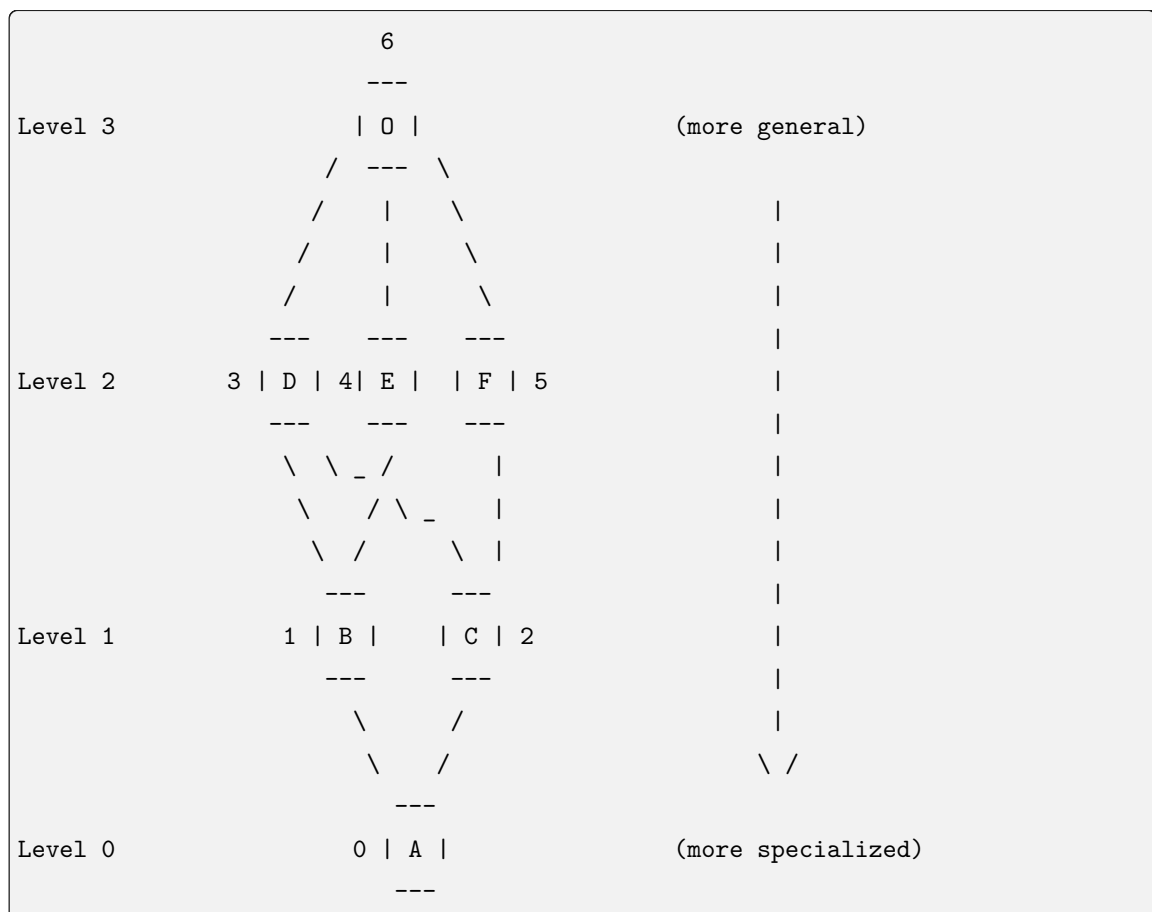 6
                         ---
Level 3                 | O |                  (more general)
                      /  ---  \
                     /    |    \                      |
                    /     |     \                     |
                   /      |      \                    |
                  ---    ---    ---                   |
Level 2        3 | D | 4| E |  | F | 5                |
                  ---    ---    ---                   |
                   \  \ _ /       |                   |
                    \    / \ _    |                   |
                     \  /      \  |                   |
                      ---      ---                    |
Level 1            1 | B |    | C | 2                 |
                      ---      ---                    |
                        \      /                      |
                         \    /                      \ /
                           ---
Level 0                 0 | A |                (more specialized)
                           ---